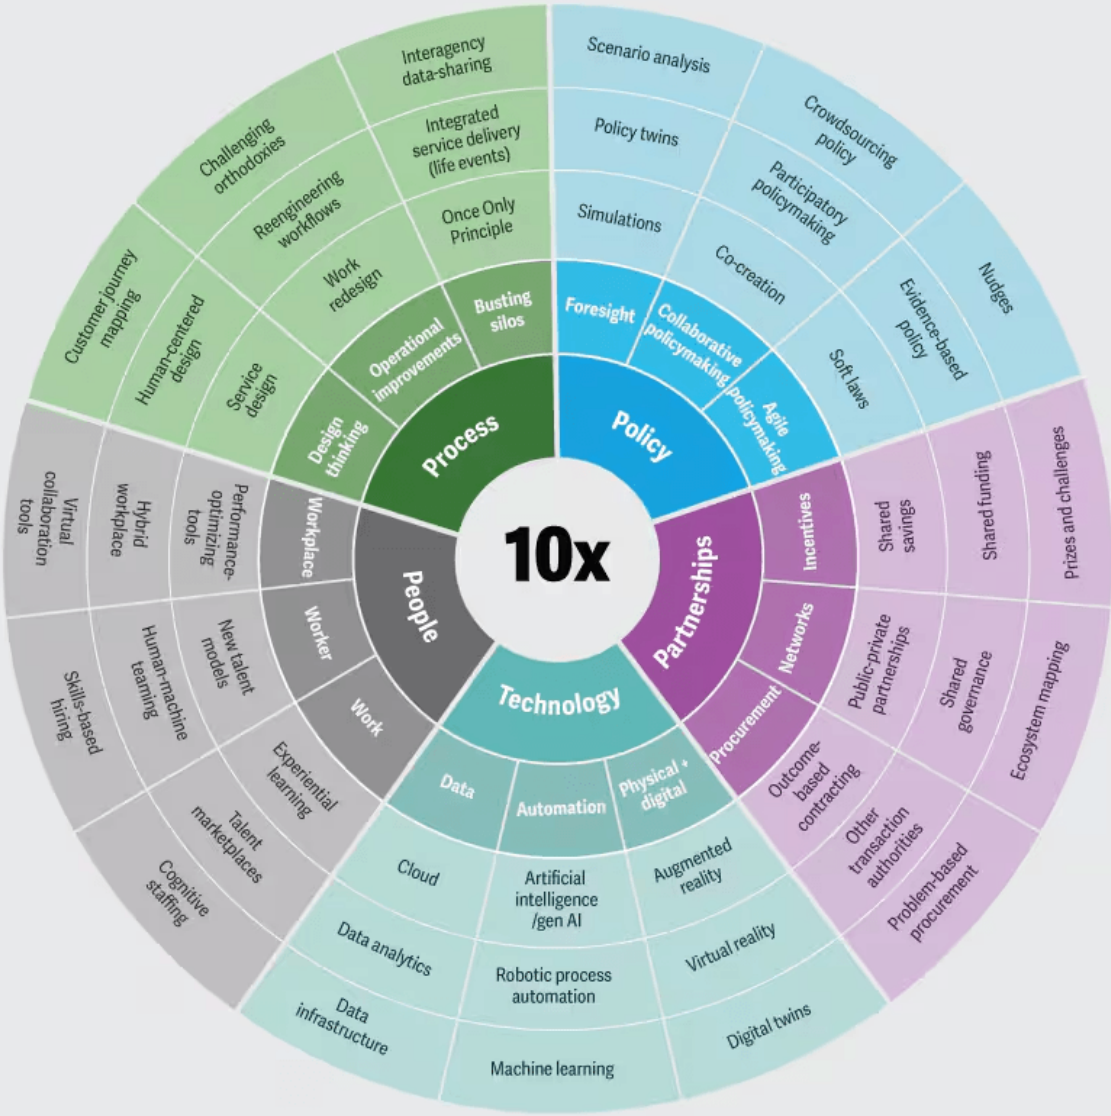 10x
Policy
Foresight
Simulations
Policy twins
Scenario analysis
Collaborative
policymaking
Co-creation
Participatory
policymaking
Crowdsourcing
policy
Agile
policymaking
Soft laws
Evidence-based
policy
Nudges
Partnerships
Incentives
Shared
savings
Shared funding
Prizes and challenges
Networks
Public-private
partnerships
Shared
governance
Ecosystem mapping
Procurement
Outcome-
based
contracting
Other
transaction
authorities
Problem-based
procurement
Technology
Physical +
digital
Augmented
reality
Virtual reality
Digital twins
Automation
Artificial
intelligence
/gen AI
Robotic process
automation
Machine learning
Data
Cloud
Data analytics
Data
infrastructure
People
Work
Experiential
learning
Talent
marketplaces
Cognitive
staffing
Worker
New talent
models
Human-machine
teaming
Skills-based
hiring
Workplace
Performance-
optimizing
tools
Hybrid
workplace
Virtual
collaboration
tools
Process
Design
thinking
Service
design
Human-centered
design
Customer journey
mapping
Operational
improvements
Work
redesign
Reengineering
workflows
Challenging
orthodoxies
Busting
silos
Once Only
Principle
Integrated
service delivery
(life events)
Interagency
data-sharing